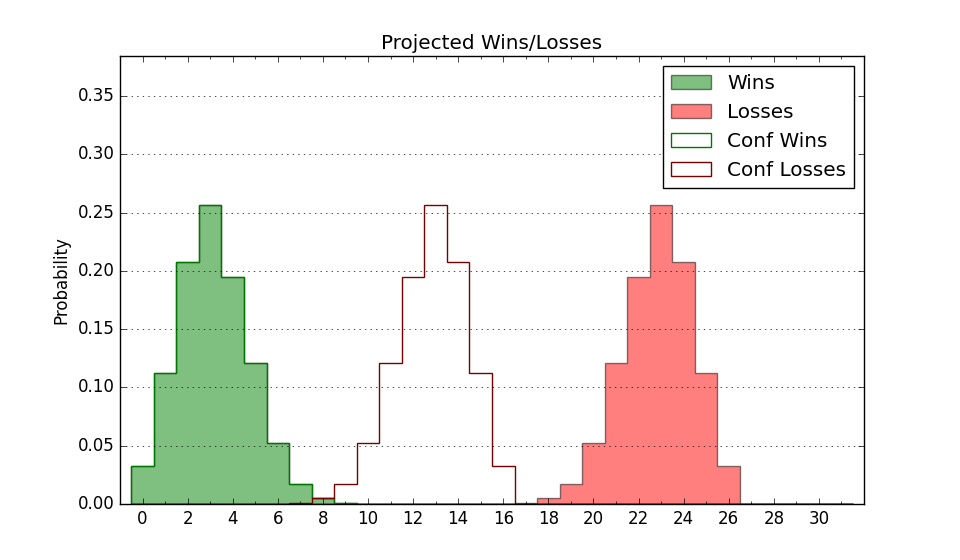 Projected Wins/Losses
Wins
Losses
Conf Wins
Conf Losses
Probability
0.35
0.30
0.25
0.20
0.15
0.10
0.05
0.00
0 2 4 6 8 10 12 14 16 18 20 22 24 26 28 30